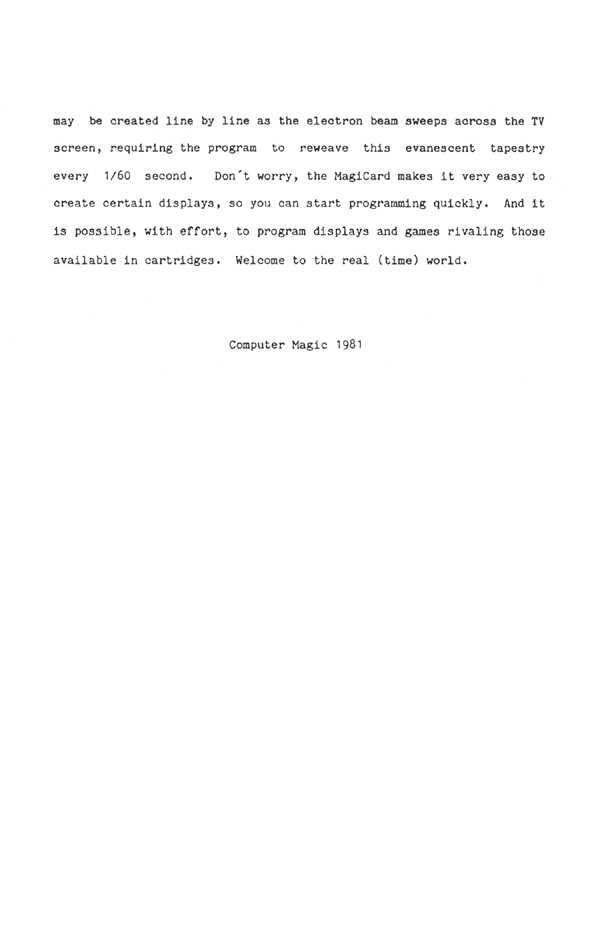 may be created line by line as the electron beam sweeps across the TV
screen, requiring the program to reweave this evanescent tapestry
every 1/60 second. Don´t worry, the MagiCard makes it very easy to
create certain displays, so you can start programming quickly. And it
is possible, with effort, to program displays and games rivaling those
available in cartridges. Welcome to the real (time) world.
Computer Magic 1981